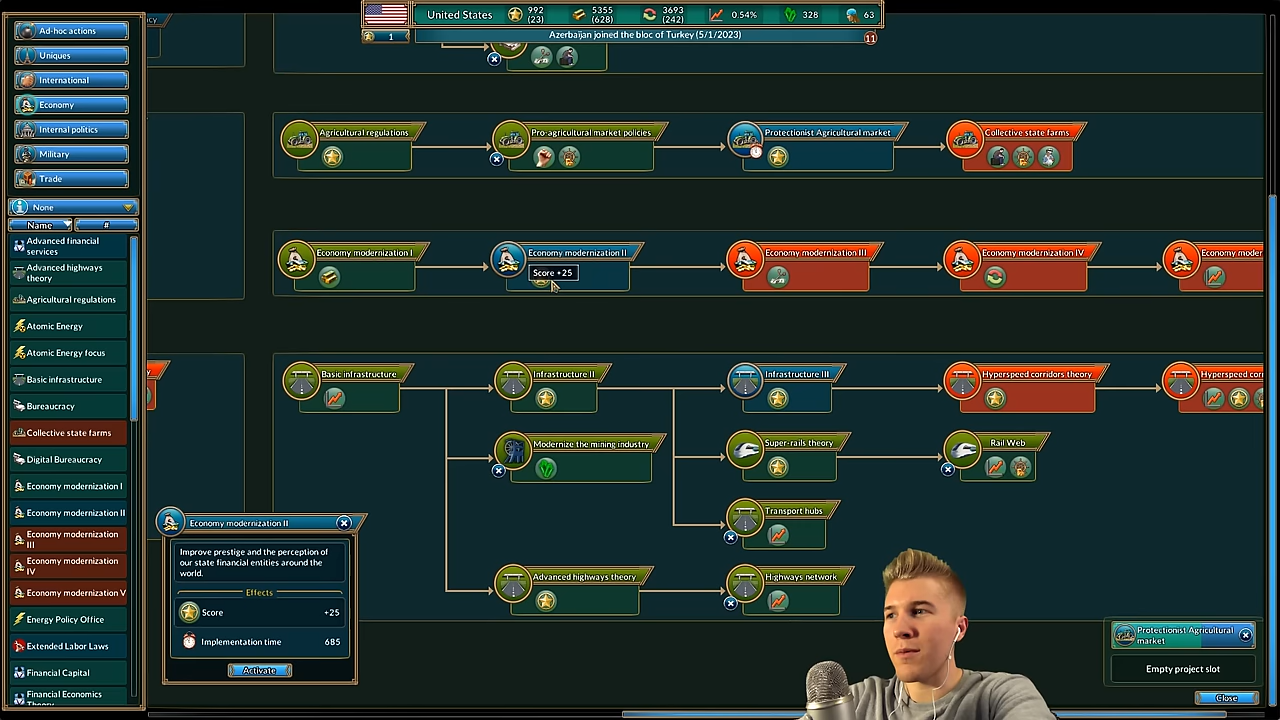 United States
992
(23)
5355
(628)
3693
(242)
0.54%
328
63
1
Azerbaijan joined the bloc of Turkey (5/1/2023)
11
Ad-hoc actions
Uniques
International
Economy
Internal politics
Military
Trade
None
Name
#
Advanced financial
services
Advanced highways
theory
Agricultural regulations
Atomic Energy
Atomic Energy focus
Basic infrastructure
Bureaucracy
Collective state farms
Digital Bureaucracy
Economy modernization I
Economy modernization II
Economy modernization
III
Economy modernization
IV
Economy modernization V
Energy Policy Office
Extended Labor Laws
Financial Capital
Financial Economics
Theory
Agricultural regulations
Pro-agricultural market policies
Protectionist Agricultural market
Collective state farms
Economy modernization I
Economy modernization II
Score +25
Economy modernization III
Economy modernization IV
Economy moder
Basic infrastructure
Infrastructure II
Infrastructure III
Hyperspeed corridors theory
Hyperspeed cor
Modernize the mining industry
Super-rails theory
Rail Web
Transport hubs
Advanced highways theory
Highways network
Economy modernization II
Improve prestige and the perception of
our state financial entities around the
world.
Effects
Score +25
Implementation time 685
Activate
Protectionist Agricultural
market
Empty project slot
Close